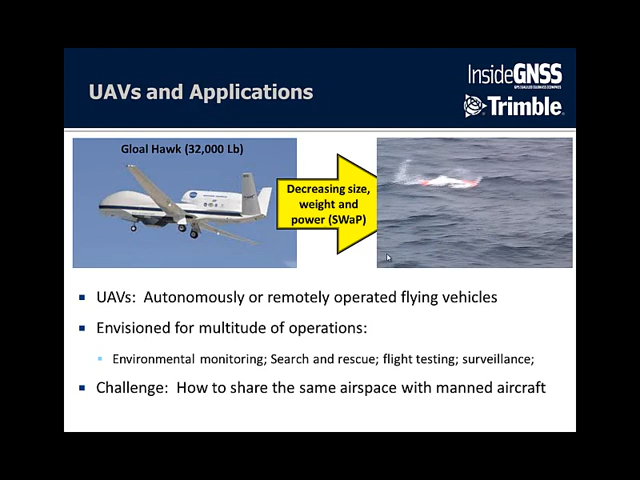 UAVs and Applications
InsideGNSS
Trimble
Gloal Hawk (32,000 Lb)
Decreasing size,
weight and
power (SWaP)
UAVs: Autonomously or remotely operated flying vehicles
Envisioned for multitude of operations:
Environmental monitoring; Search and rescue; flight testing; surveillance;
Challenge: How to share the same airspace with manned aircraft